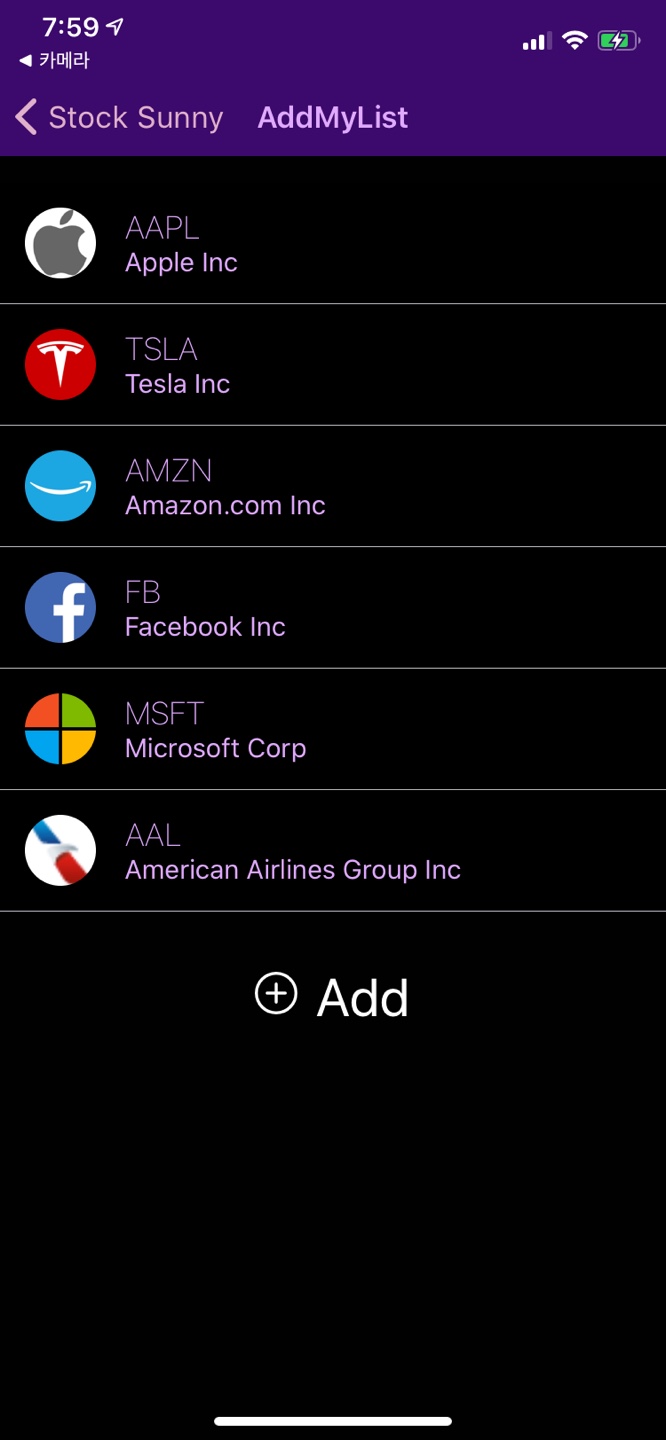 7:59
카메라
Stock Sunny AddMyList
AAPL
Apple Inc
TSLA
Tesla Inc
AMZN
Amazon.com Inc
FB
Facebook Inc
MSFT
Microsoft Corp
AAL
American Airlines Group Inc
Add